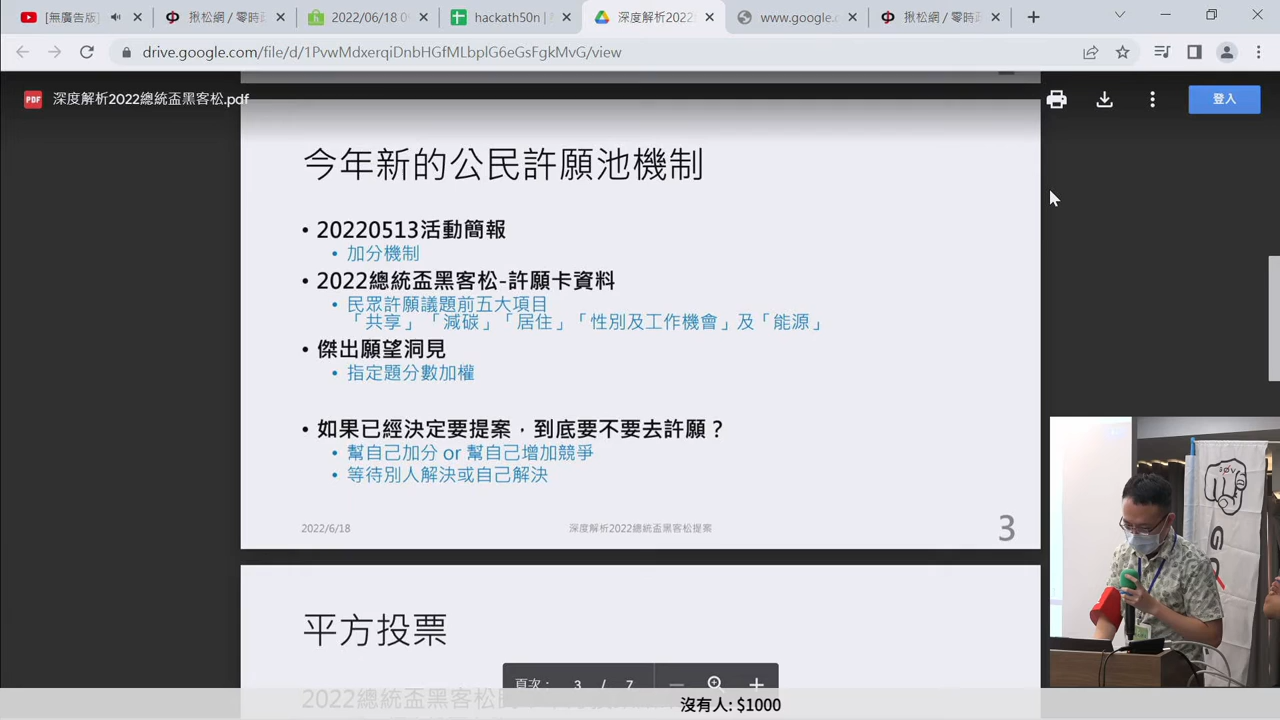 [無廣告版]
揪松網 / 零時政
2022/06/18 0
hackath50n |
深度解析2022
www.google.c
揪松網 / 零時政
drive.google.com/file/d/1PvwMdxerqiDnbHGfMLbpIG6eGsFgkMvG/view
PDF 深度解析2022總統盃黑客松.pdf
登入
今年新的公民許願池機制
• 20220513活動簡報
• 加分機制
• 2022總統盃黑客松-許願卡資料
• 民眾許願議題前五大項目
「共享」「減碳」「居住」「性別及工作機會」及「能源」
• 傑出願望洞見
• 指定題分數加權
• 如果已經決定要提案，到底要不要去許願？
• 幫自己加分 or 幫自己增加競爭
• 等待別人解決或自己解決
2022/6/18
深度解析2022總統盃黑客松提案
3
平方投票
頁次： 3 / 7
2022總統盃黑客松
沒有人: $1000